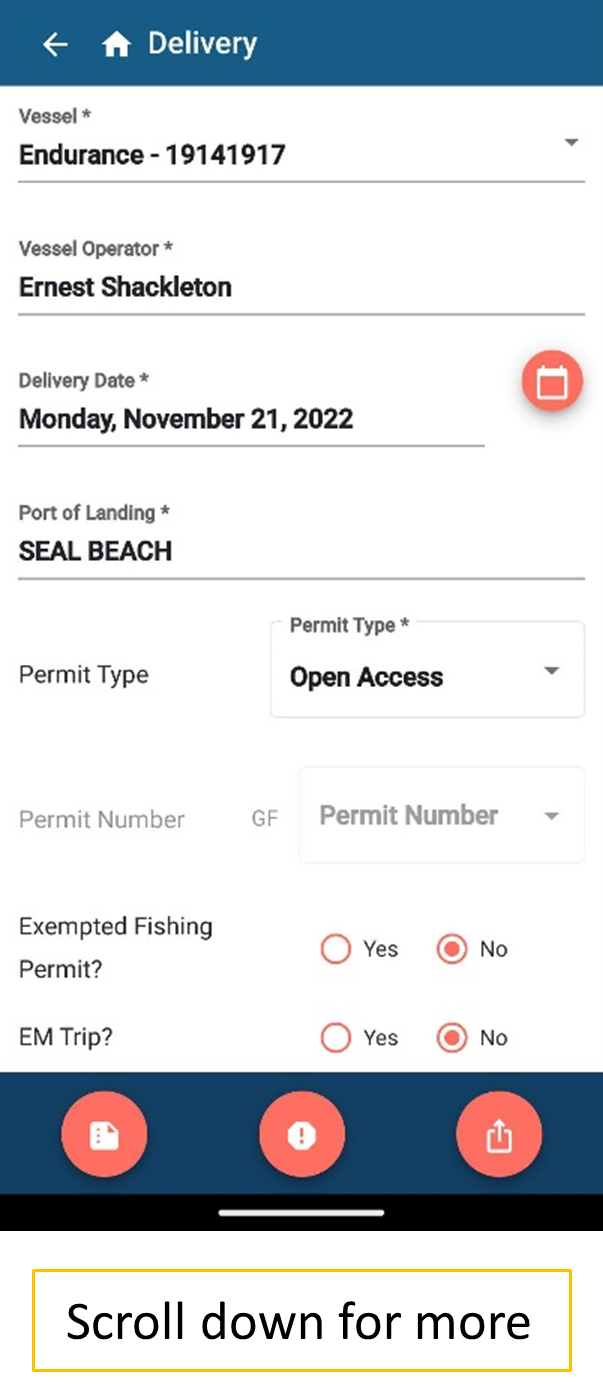 Delivery
Vessel *
Endurance - 19141917
Vessel Operator *
Ernest Shackleton
Delivery Date *
Monday, November 21, 2022
Port of Landing *
SEAL BEACH
Permit Type *
Permit Type
Open Access
Permit Number GF Permit Number
Exempted Fishing
Permit?
Yes No
EM Trip? Yes No
Scroll down for more